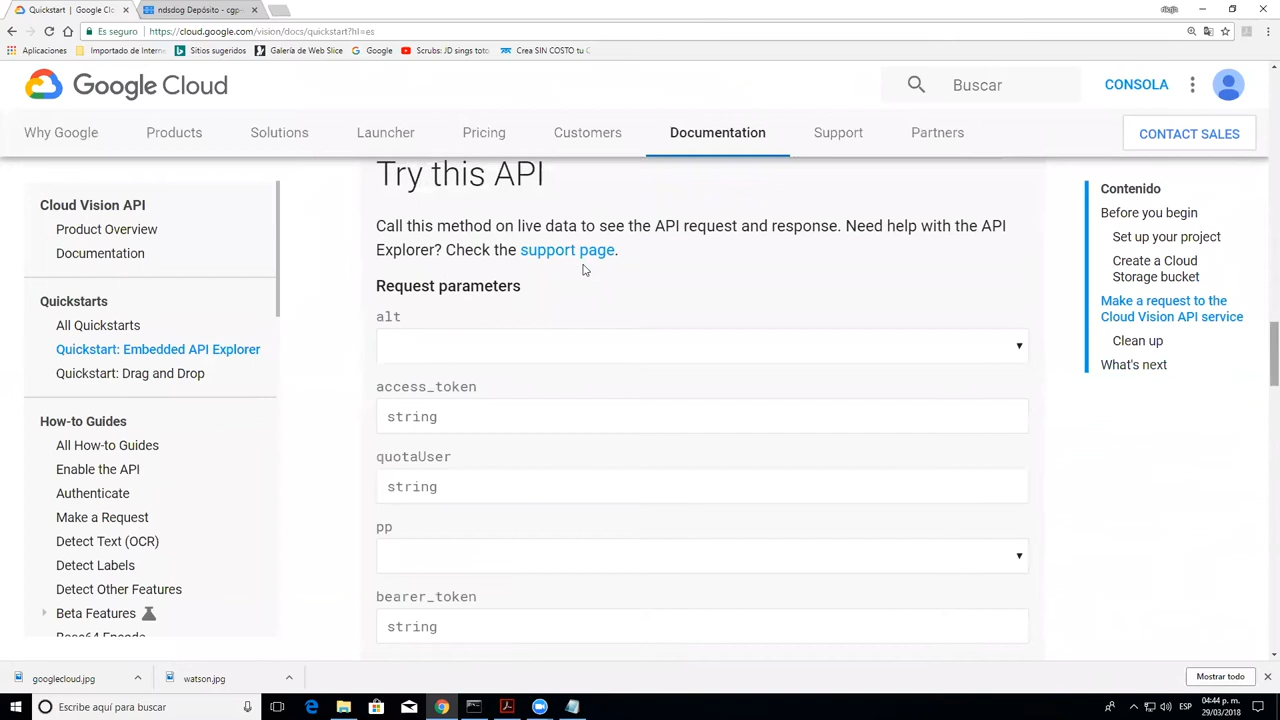 Quickstart | Google Clou
ndsdog Depósito - cgp-
Es seguro
https://cloud.google.com/vision/docs/quickstart?hl=es
Aplicaciones
Importado de Intern
Sitios sugeridos
Galería de Web Slice
Google
Scrubs: JD sings toto
Crea SIN COSTO tu C
Google Cloud
Buscar
CONSOLA
Why Google
Products
Solutions
Launcher
Pricing
Customers
Documentation
Support
Partners
CONTACT SALES
Cloud Vision API
Product Overview
Documentation
Quickstarts
All Quickstarts
Quickstart: Embedded API Explorer
Quickstart: Drag and Drop
How-to Guides
All How-to Guides
Enable the API
Authenticate
Make a Request
Detect Text (OCR)
Detect Labels
Detect Other Features
Beta Features
Base64 Encode
Try this API
Call this method on live data to see the API request and response. Need help with the API
Explorer? Check the support page.
Request parameters
alt
access_token
string
quotaUser
string
pp
bearer_token
string
Contenido
Before you begin
Set up your project
Create a Cloud
Storage bucket
Make a request to the
Cloud Vision API service
Clean up
What's next
googlecloud.jpg
watson.jpg
Mostrar todo
Escribe aquí para buscar
ESP
04:44 p. m.
29/03/2018